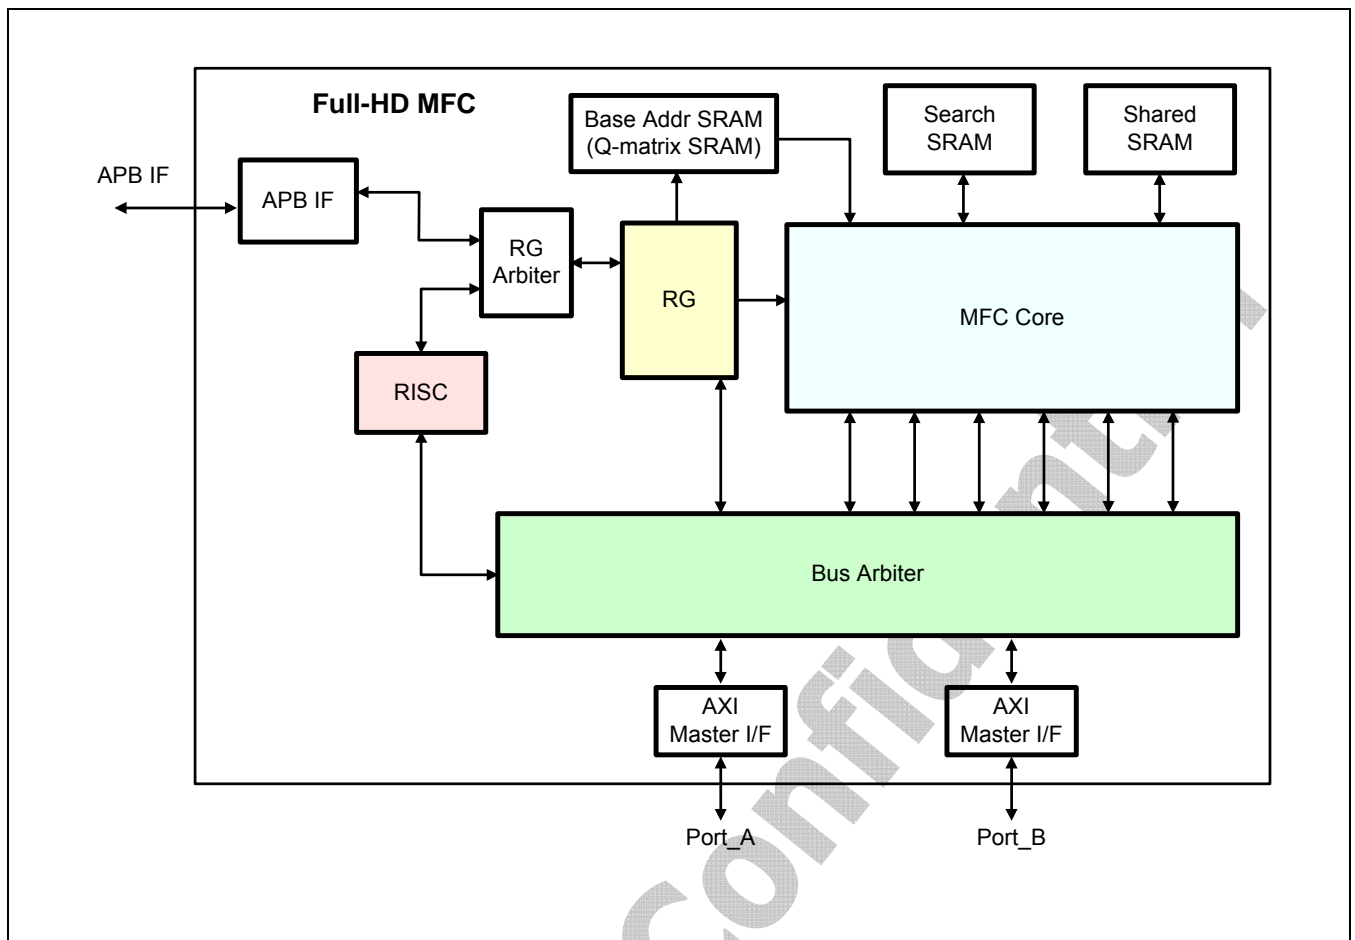 Full-HD MFC
Base Addr SRAM
(Q-matrix SRAM)
Search
SRAM
Shared
SRAM
APB IF
APB IF
RG
Arbiter
RG
MFC Core
RISC
Bus Arbiter
AXI
Master I/F
AXI
Master I/F
Port_A
Port_B